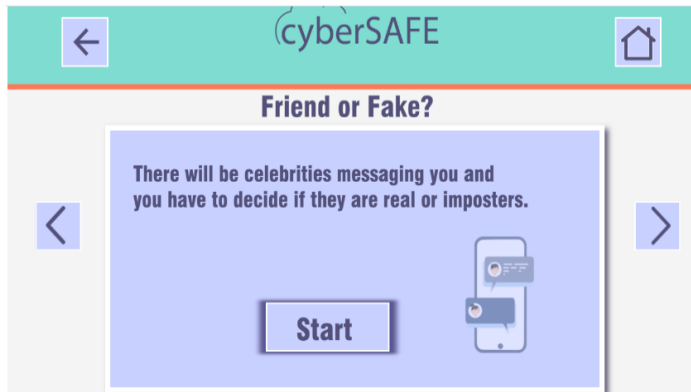 cyberSAFE
Friend or Fake?
There will be celebrities messaging you and
you have to decide if they are real or imposters.
Start